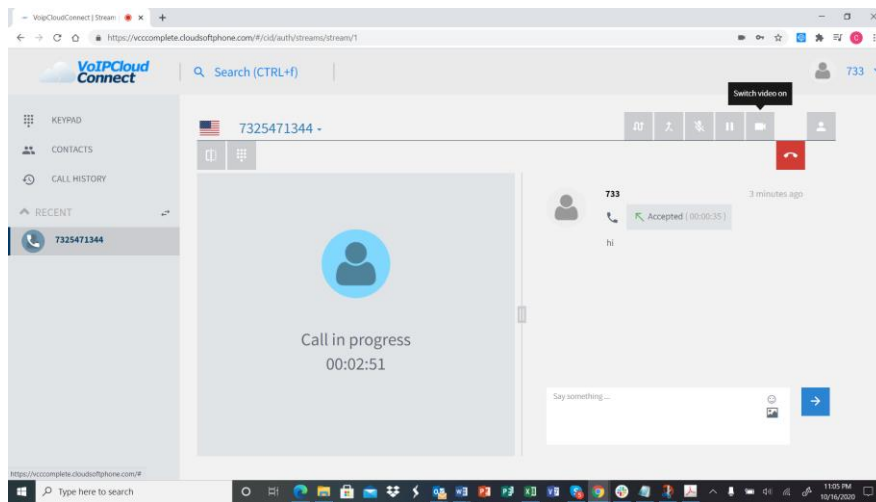 VoipCloudConnect | Stream
https://vcccomplete.cloudsoftphone.com/#/cid/auth/streams/stream/1
VoIPCloud
Connect
Search (CTRL+f)
733
Switch video on
KEYPAD
7325471344
CONTACTS
CALL HISTORY
733
3 minutes ago
RECENT
Accepted (00:00:35)
7325471344
hi
Call in progress
00:02:51
Say something ...
https://vcccomplete.cloudsoftphone.com/#
Type here to search
11:05 PM
10/16/2020